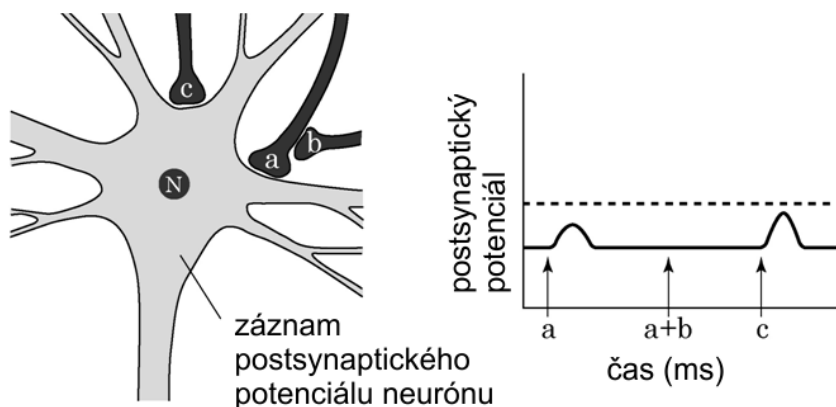 c
a
b
N
záznam
postsynaptického
potenciálu neurónu
postsynaptický
potenciál
a
a+b
c
čas (ms)